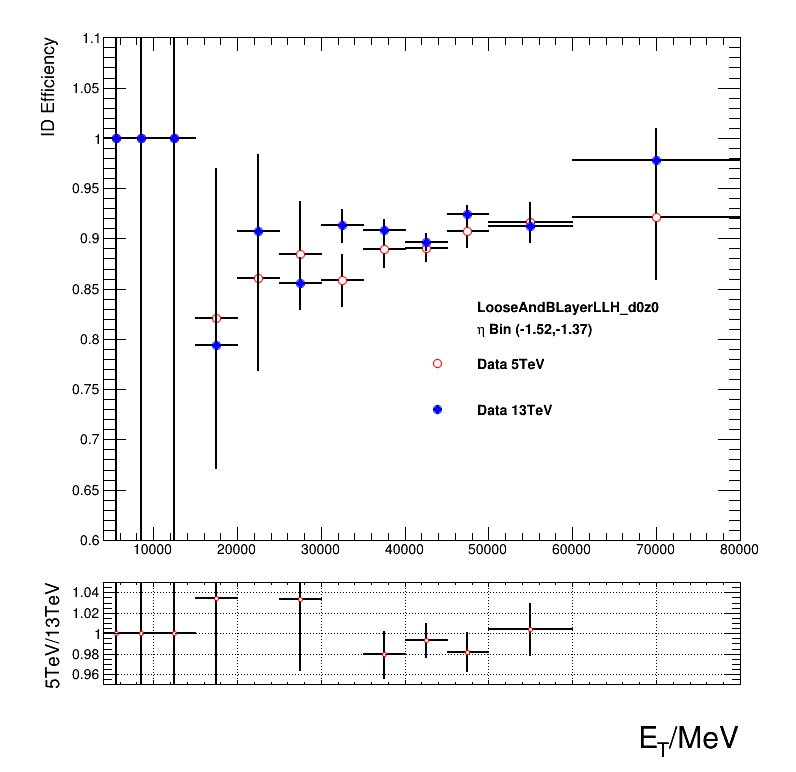 ID Efficiency
1.1
1.05
1
0.95
0.9
0.85
0.8
0.75
0.7
0.65
0.6
LooseAndBLayerLLH_d0z0
η Bin (-1.52,-1.37)
Data 5TeV
Data 13TeV
10000 20000 30000 40000 50000 60000 70000 80000
5TeV/13TeV
1.04
1.02
1
0.98
0.96
E_T/MeV